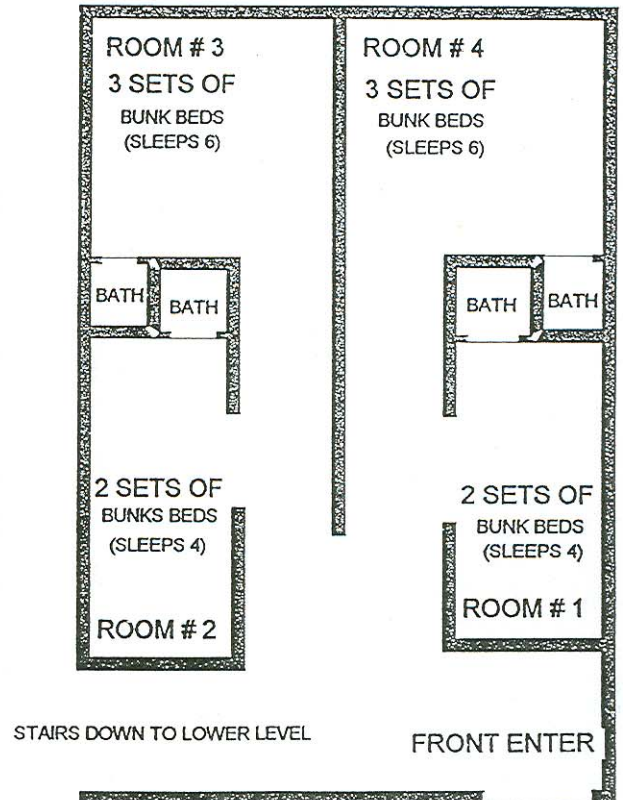 ROOM # 3
3 SETS OF
BUNK BEDS
(SLEEPS 6)
ROOM # 4
3 SETS OF
BUNK BEDS
(SLEEPS 6)
BATH
BATH
BATH
BATH
2 SETS OF
BUNKS BEDS
(SLEEPS 4)
ROOM # 2
2 SETS OF
BUNK BEDS
(SLEEPS 4)
ROOM # 1
STAIRS DOWN TO LOWER LEVEL
FRONT ENTER